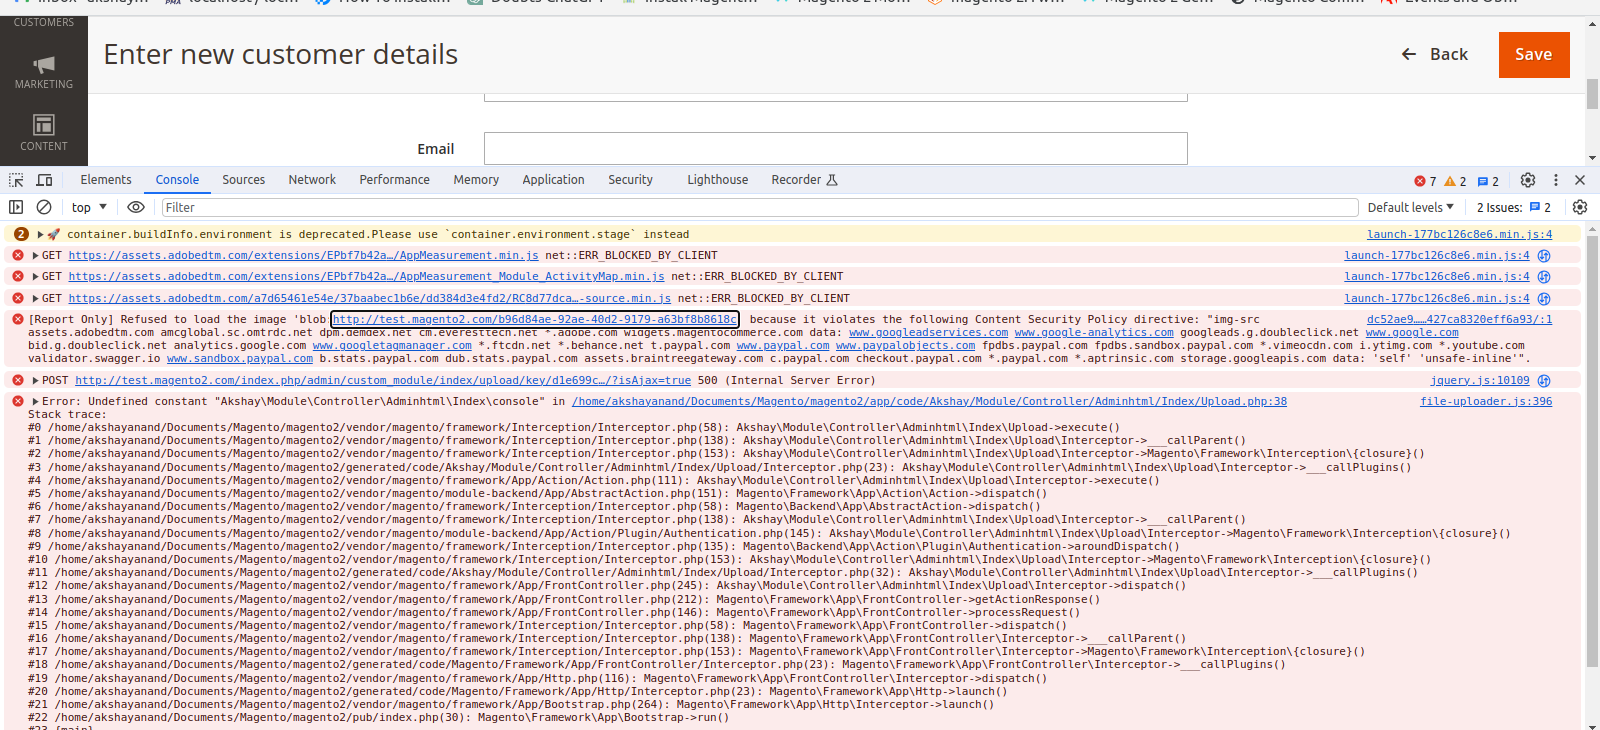 CUSTOMERS
Enter new customer details
Back
Save
MARKETING
CONTENT
Email
Elements Console Sources Network Performance Memory Application Security Lighthouse Recorder 7 2 2
top Filter Default levels 2 Issues: 2
2 container.buildInfo.environment is deprecated.Please use `container.environment.stage` instead launch-177bc126c8e6.min.js:4
GET https://assets.adobedtm.com/extensions/EPbf7b42a…/AppMeasurement.min.js net::ERR_BLOCKED_BY_CLIENT launch-177bc126c8e6.min.js:4
GET https://assets.adobedtm.com/extensions/EPbf7b42a…/AppMeasurement_Module_ActivityMap.min.js net::ERR_BLOCKED_BY_CLIENT launch-177bc126c8e6.min.js:4
GET https://assets.adobedtm.com/a7d65461e54e/37baabec1b6e/dd384d3e4fd2/RC8d77dca…-source.min.js net::ERR_BLOCKED_BY_CLIENT launch-177bc126c8e6.min.js:4
[Report Only] Refused to load the image 'blob:http://test.magento2.com/b96d84ae-92ae-40d2-9179-a63bf8b8618c' because it violates the following Content Security Policy directive: "img-src dc52ae9……427ca8320eff6a93/:1
assets.adobedtm.com amcglobal.sc.omtrdc.net dpm.demdex.net cm.everesttech.net *.adobe.com widgets.magentocommerce.com data: www.googleadservices.com www.google-analytics.com googleads.g.doubleclick.net www.google.com
bid.g.doubleclick.net analytics.google.com www.googletagmanager.com *.ftcdn.net *.behance.net t.paypal.com www.paypal.com www.paypalobjects.com fpdbs.paypal.com fpdbs.sandbox.paypal.com *.vimeocdn.com i.ytimg.com *.youtube.com
validator.swagger.io www.sandbox.paypal.com b.stats.paypal.com dub.stats.paypal.com assets.braintreegateway.com c.paypal.com checkout.paypal.com *.paypal.com *.aptrinsic.com storage.googleapis.com data: 'self' 'unsafe-inline'".
POST http://test.magento2.com/index.php/admin/custom_module/index/upload/key/d1e699c…/?isAjax=true 500 (Internal Server Error) jquery.js:10109
Error: Undefined constant "Akshay\Module\Controller\Adminhtml\Index\console" in /home/akshayanand/Documents/Magento/magento2/app/code/Akshay/Module/Controller/Adminhtml/Index/Upload.php:38 file-uploader.js:396
Stack trace:
#0 /home/akshayanand/Documents/Magento/magento2/vendor/magento/framework/Interception/Interceptor.php(58): Akshay\Module\Controller\Adminhtml\Index\Upload->execute()
#1 /home/akshayanand/Documents/Magento/magento2/vendor/magento/framework/Interception/Interceptor.php(138): Akshay\Module\Controller\Adminhtml\Index\Upload\Interceptor->___callParent()
#2 /home/akshayanand/Documents/Magento/magento2/vendor/magento/framework/Interception/Interceptor.php(153): Akshay\Module\Controller\Adminhtml\Index\Upload\Interceptor->Magento\Framework\Interception\{closure}()
#3 /home/akshayanand/Documents/Magento/magento2/generated/code/Akshay/Module/Controller/Adminhtml/Index/Upload/Interceptor.php(23): Akshay\Module\Controller\Adminhtml\Index\Upload\Interceptor->___callPlugins()
#4 /home/akshayanand/Documents/Magento/magento2/vendor/magento/framework/App/Action/Action.php(111): Akshay\Module\Controller\Adminhtml\Index\Upload\Interceptor->execute()
#5 /home/akshayanand/Documents/Magento/magento2/vendor/magento/module-backend/App/AbstractAction.php(151): Magento\Framework\App\Action\Action->dispatch()
#6 /home/akshayanand/Documents/Magento/magento2/vendor/magento/framework/Interception/Interceptor.php(58): Magento\Backend\App\AbstractAction->dispatch()
#7 /home/akshayanand/Documents/Magento/magento2/vendor/magento/framework/Interception/Interceptor.php(138): Akshay\Module\Controller\Adminhtml\Index\Upload\Interceptor->___callParent()
#8 /home/akshayanand/Documents/Magento/magento2/vendor/magento/module-backend/App/Action/Plugin/Authentication.php(145): Akshay\Module\Controller\Adminhtml\Index\Upload\Interceptor->Magento\Framework\Interception\{closure}()
#9 /home/akshayanand/Documents/Magento/magento2/vendor/magento/framework/Interception/Interceptor.php(135): Magento\Backend\App\Action\Plugin\Authentication->aroundDispatch()
#10 /home/akshayanand/Documents/Magento/magento2/vendor/magento/framework/Interception/Interceptor.php(153): Akshay\Module\Controller\Adminhtml\Index\Upload\Interceptor->Magento\Framework\Interception\{closure}()
#11 /home/akshayanand/Documents/Magento/magento2/generated/code/Akshay/Module/Controller/Adminhtml/Index/Upload/Interceptor.php(32): Akshay\Module\Controller\Adminhtml\Index\Upload\Interceptor->___callPlugins()
#12 /home/akshayanand/Documents/Magento/magento2/vendor/magento/framework/App/FrontController.php(245): Akshay\Module\Controller\Adminhtml\Index\Upload\Interceptor->dispatch()
#13 /home/akshayanand/Documents/Magento/magento2/vendor/magento/framework/App/FrontController.php(212): Magento\Framework\App\FrontController->getActionResponse()
#14 /home/akshayanand/Documents/Magento/magento2/vendor/magento/framework/App/FrontController.php(146): Magento\Framework\App\FrontController->processRequest()
#15 /home/akshayanand/Documents/Magento/magento2/vendor/magento/framework/Interception/Interceptor.php(58): Magento\Framework\App\FrontController->dispatch()
#16 /home/akshayanand/Documents/Magento/magento2/vendor/magento/framework/Interception/Interceptor.php(138): Magento\Framework\App\FrontController\Interceptor->___callParent()
#17 /home/akshayanand/Documents/Magento/magento2/vendor/magento/framework/Interception/Interceptor.php(153): Magento\Framework\App\FrontController\Interceptor->Magento\Framework\Interception\{closure}()
#18 /home/akshayanand/Documents/Magento/magento2/generated/code/Magento/Framework/App/FrontController/Interceptor.php(23): Magento\Framework\App\FrontController\Interceptor->___callPlugins()
#19 /home/akshayanand/Documents/Magento/magento2/vendor/magento/framework/App/Http.php(116): Magento\Framework\App\FrontController\Interceptor->dispatch()
#20 /home/akshayanand/Documents/Magento/magento2/generated/code/Magento/Framework/App/Http/Interceptor.php(23): Magento\Framework\App\Http->launch()
#21 /home/akshayanand/Documents/Magento/magento2/vendor/magento/framework/App/Bootstrap.php(264): Magento\Framework\App\Http\Interceptor->launch()
#22 /home/akshayanand/Documents/Magento/magento2/pub/index.php(30): Magento\Framework\App\Bootstrap->run()
#23 {main}